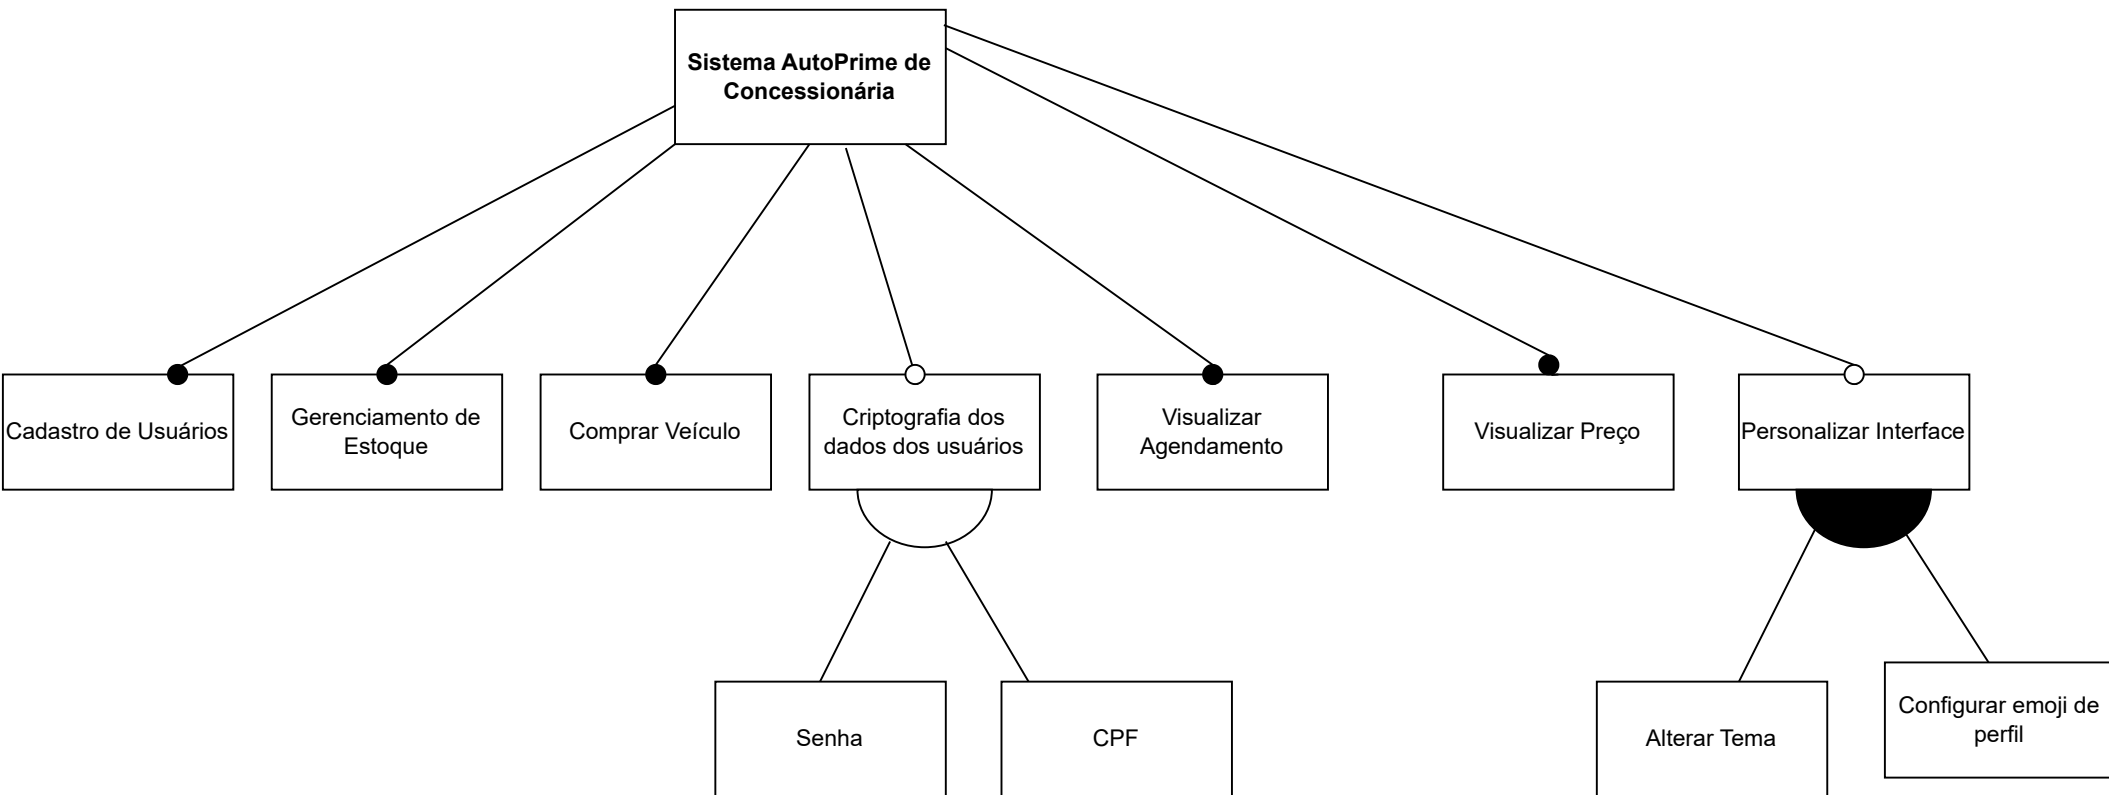 Sistema AutoPrime de
Concessionária
Cadastro de Usuários
Gerenciamento de
Estoque
Comprar Veículo
Criptografia dos
dados dos usuários
Visualizar
Agendamento
Visualizar Preço
Personalizar Interface
Senha
CPF
Alterar Tema
Configurar emoji de
perfil